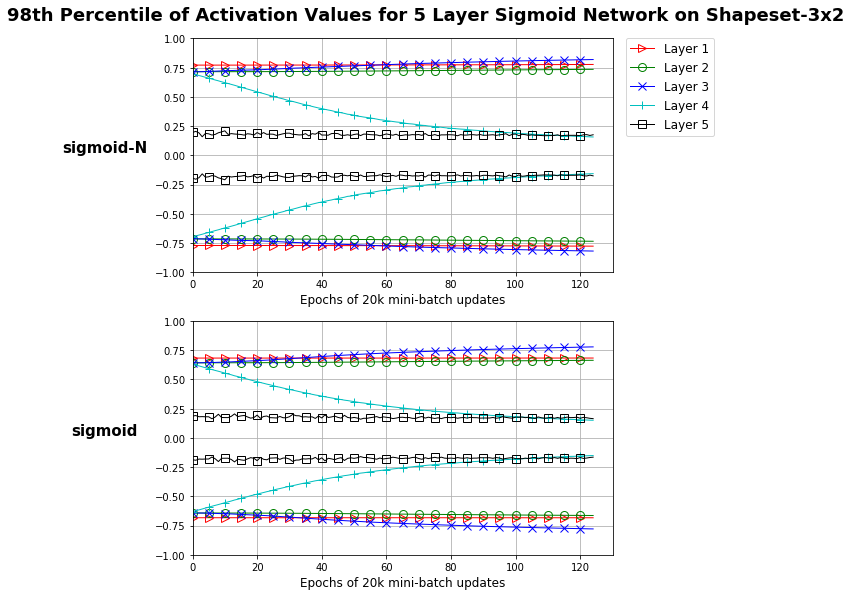 98th Percentile of Activation Values for 5 Layer Sigmoid Network on Shapeset-3x2
1.00
0.75
0.50
0.25
0.00
−0.25
−0.50
−0.75
−1.00
sigmoid-N
0 20 40 60 80 100 120
Epochs of 20k mini-batch updates
Layer 1
Layer 2
Layer 3
Layer 4
Layer 5
1.00
0.75
0.50
0.25
0.00
−0.25
−0.50
−0.75
−1.00
sigmoid
0 20 40 60 80 100 120
Epochs of 20k mini-batch updates